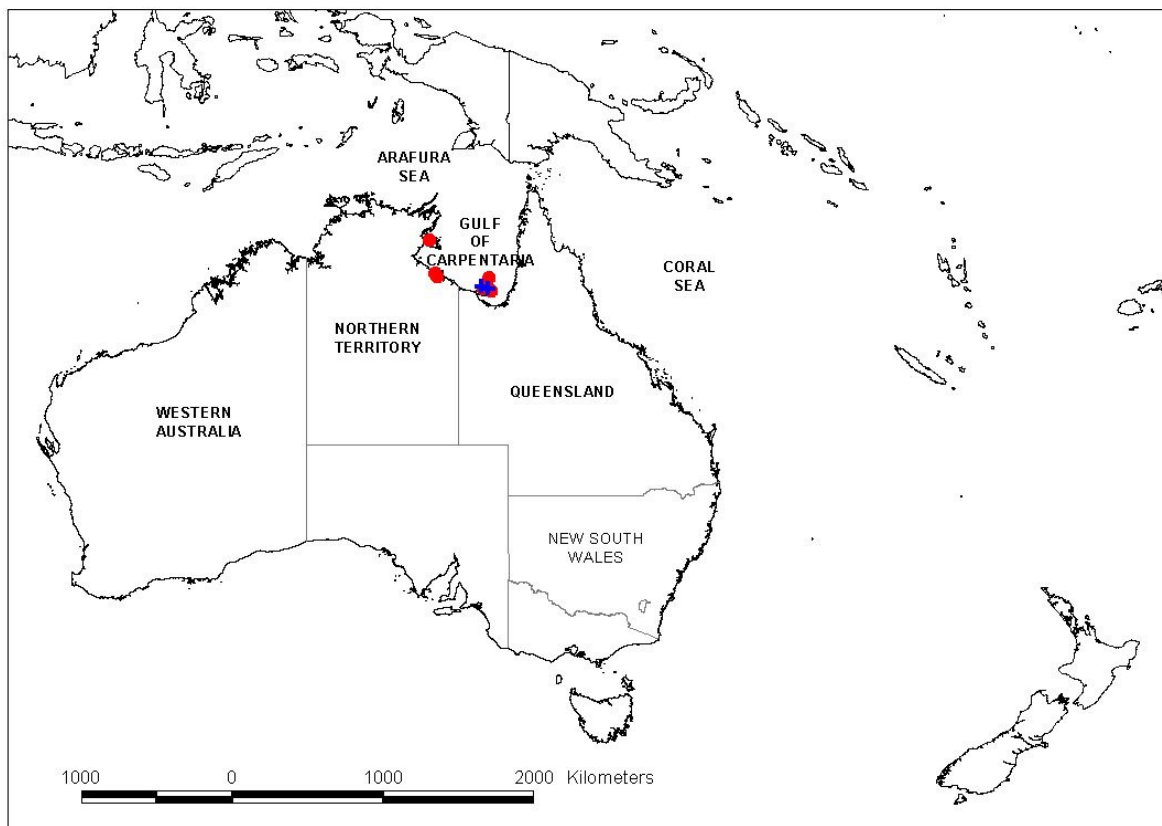 ARAFURA
SEA
GULF
OF
CARPENTARIA
CORAL
SEA
NORTHERN
TERRITORY
QUEENSLAND
WESTERN
AUSTRALIA
NEW SOUTH
WALES
1000 0 1000 2000 Kilometers